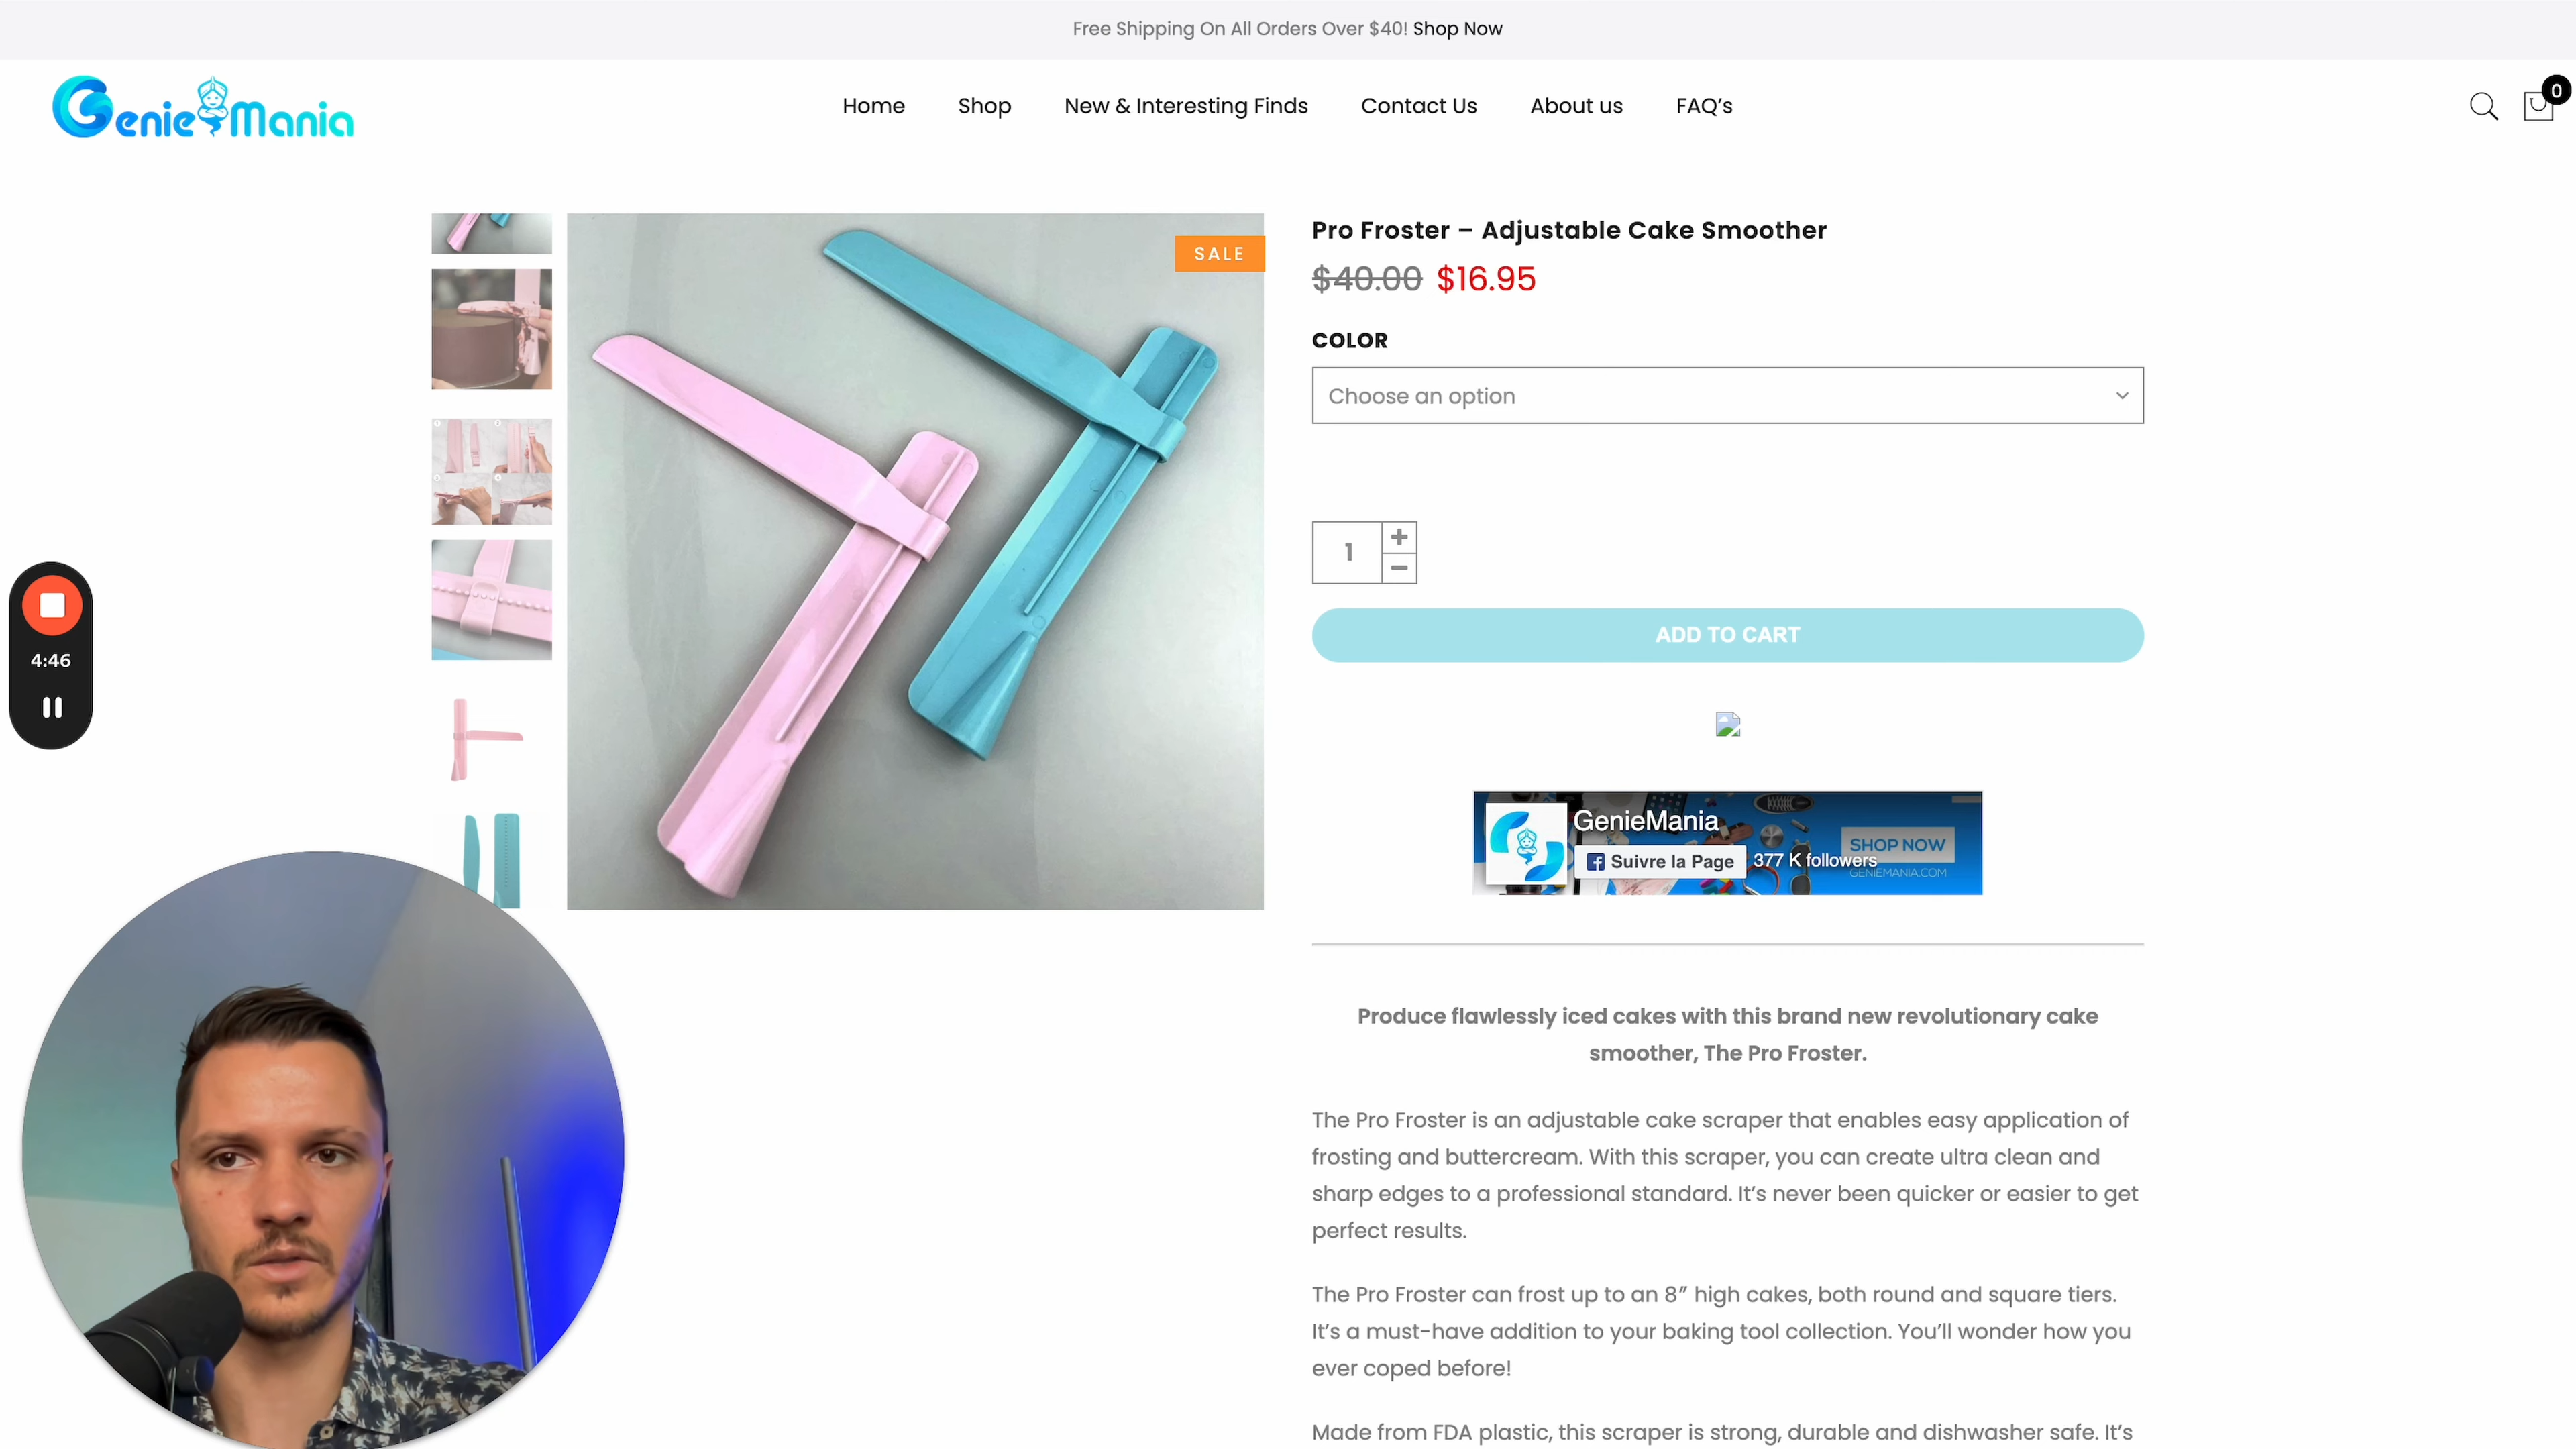 Free Shipping On All Orders Over $40! Shop Now
GenieMania
Home Shop New & Interesting Finds Contact Us About us FAQ's
0
SALE
Pro Froster – Adjustable Cake Smoother
$40.00 $16.95
COLOR
Choose an option
1 + −
4:46
ADD TO CART
GenieMania
Suivre la Page 377 K followers
SHOP NOW
GENIEMANIA.COM
Produce flawlessly iced cakes with this brand new revolutionary cake
smoother, The Pro Froster.
The Pro Froster is an adjustable cake scraper that enables easy application of
frosting and buttercream. With this scraper, you can create ultra clean and
sharp edges to a professional standard. It’s never been quicker or easier to get
perfect results.
The Pro Froster can frost up to an 8″ high cakes, both round and square tiers.
It’s a must-have addition to your baking tool collection. You’ll wonder how you
ever coped before!
Made from FDA plastic, this scraper is strong, durable and dishwasher safe. It’s